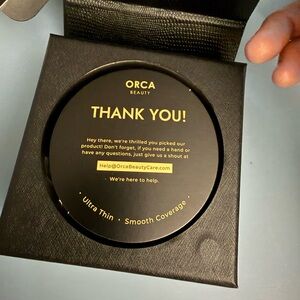 ORCA
BEAUTY
THANK YOU!
Hey there, we're thrilled you picked our
product! Don't forget, if you need a hand or
have any questions, just give us a shout at
Help@OrcaBeautyCare.com
We're here to help.
· Ultra Thin · Smooth Coverage ·